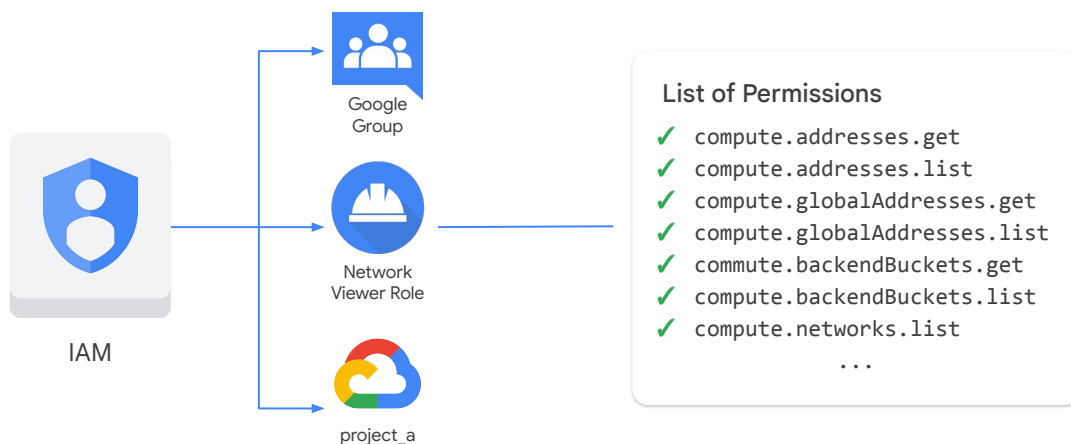 Google
Group
List of Permissions
✓ compute.addresses.get
✓ compute.addresses.list
✓ compute.globalAddresses.get
✓ compute.globalAddresses.list
✓ commute.backendBuckets.get
✓ compute.backendBuckets.list
✓ compute.networks.list
...
Network
Viewer Role
IAM
project_a